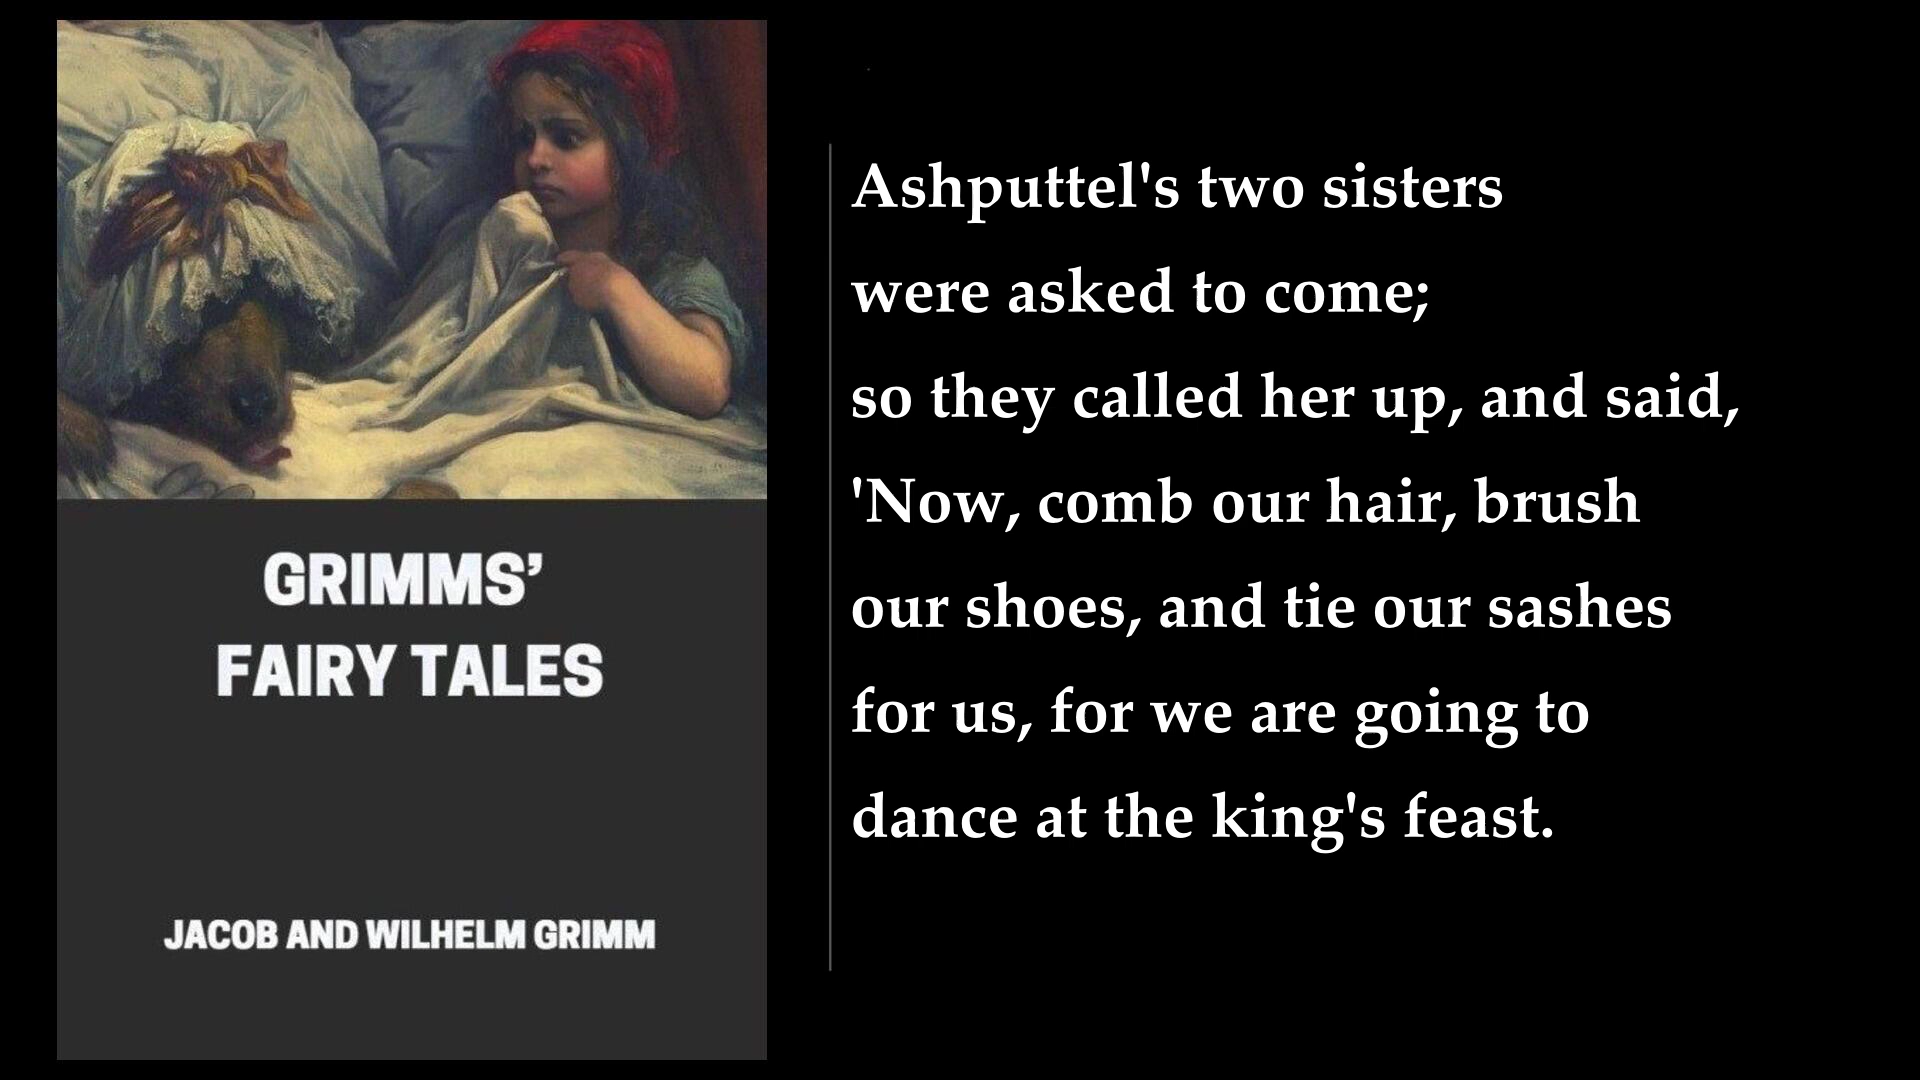 GRIMMS’
FAIRY TALES
JACOB AND WILHELM GRIMM
Ashputtel's two sisters
were asked to come;
so they called her up, and said,
'Now, comb our hair, brush
our shoes, and tie our sashes
for us, for we are going to
dance at the king's feast.